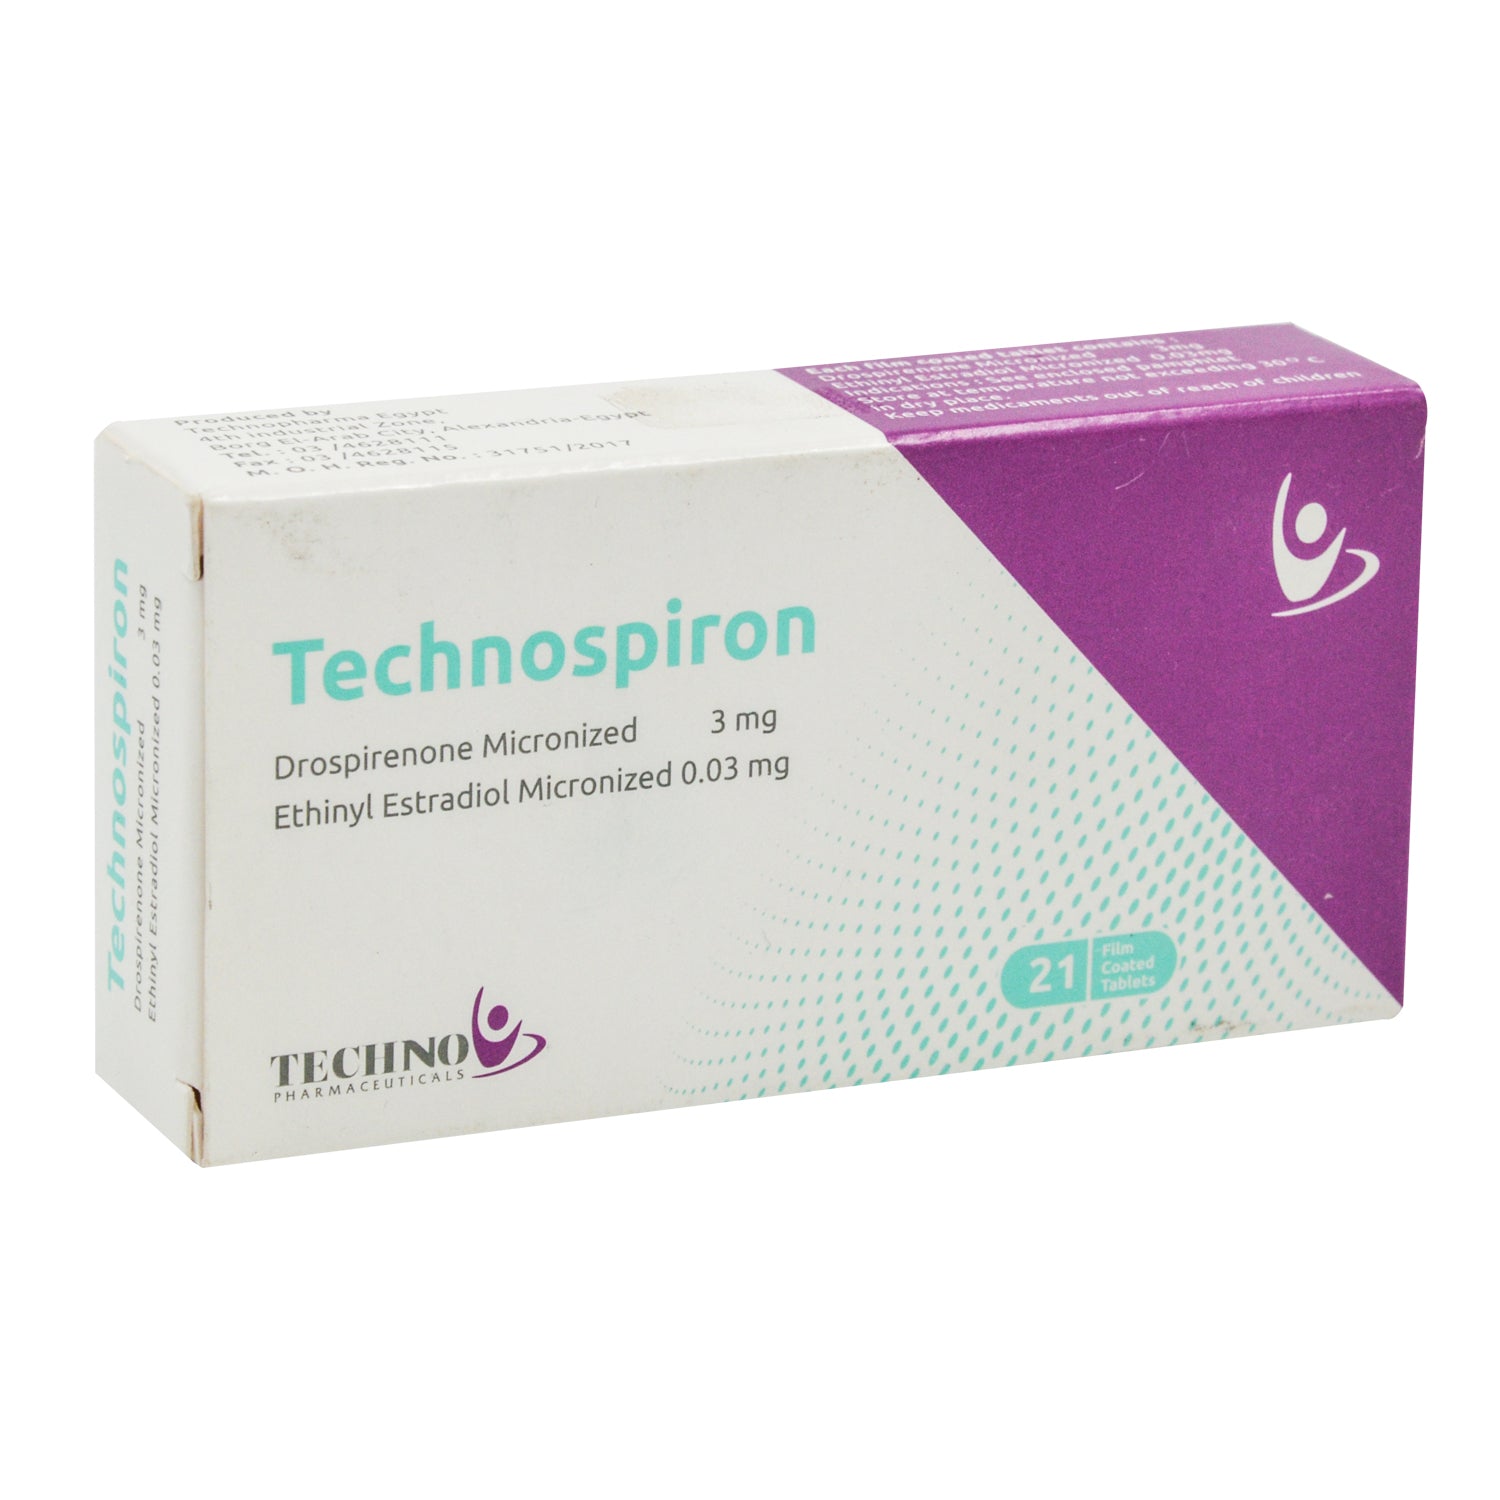 Produced by
Technopharma Egypt
4th Industrial Zone,
Borg El-Arab City, Alexandria-Egypt
Tel. : 03 /4628111
Fax : 03 /4628115
M. O. H. Reg. No. : 31751/2017
Each film coated tablet contains :
Drospirenone Micronized 3mg
Ethinyl Estradiol Micronized 0.03mg
Indications : See enclosed pamphlet
Store at temperature not exceeding 30° C
in dry place.
Keep medicaments out of reach of children
Technospiron
Drospirenone Micronized 3 mg
Ethinyl Estradiol Micronized 0.03 mg
Technospiron
Drospirenone Micronized 3 mg
Ethinyl Estradiol Micronized 0.03 mg
21
Film
Coated
Tablets
TECHNO
PHARMACEUTICALS